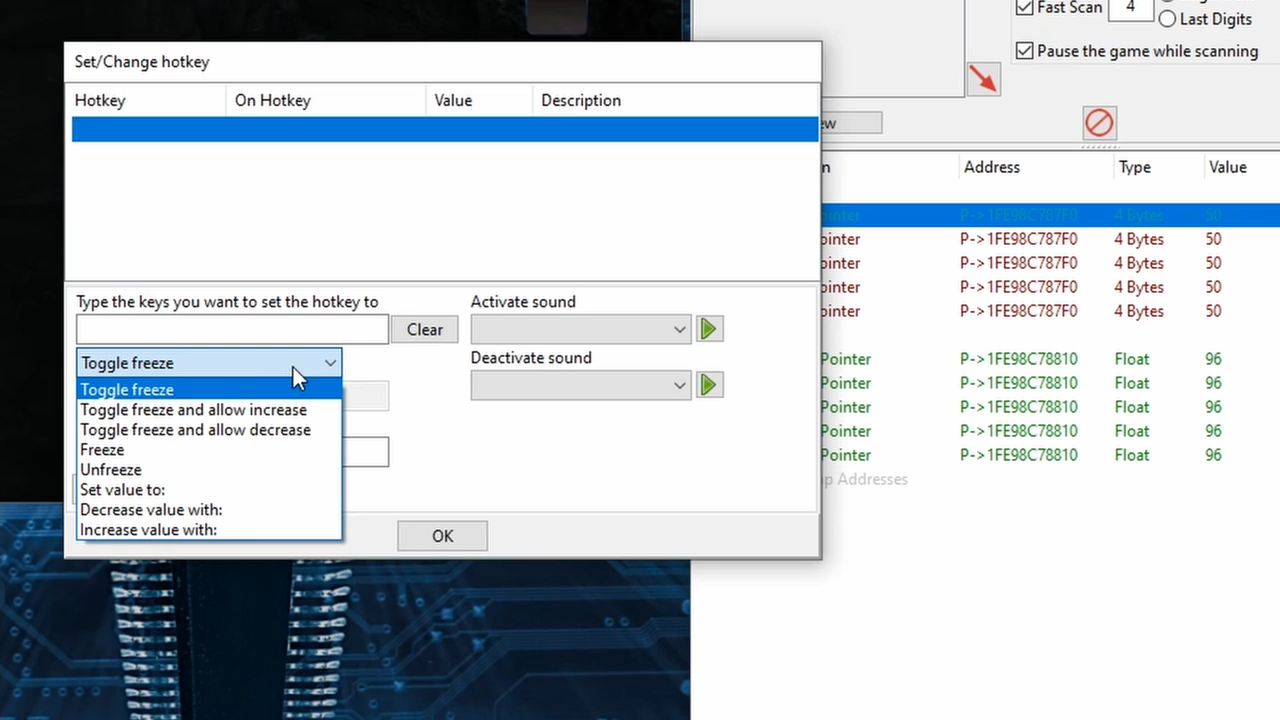 Fast Scan 4
Last Digits
Pause the game while scanning
Set/Change hotkey
Hotkey On Hotkey Value Description
Type the keys you want to set the hotkey to
Clear
Activate sound
Deactivate sound
Toggle freeze
Toggle freeze
Toggle freeze and allow increase
Toggle freeze and allow decrease
Freeze
Unfreeze
Set value to:
Decrease value with:
Increase value with:
OK
Address Type Value
P->1FE98C787F0 4 Bytes 50
P->1FE98C787F0 4 Bytes 50
P->1FE98C787F0 4 Bytes 50
P->1FE98C787F0 4 Bytes 50
P->1FE98C787F0 4 Bytes 50
Pointer P->1FE98C78810 Float 96
Pointer P->1FE98C78810 Float 96
Pointer P->1FE98C78810 Float 96
Pointer P->1FE98C78810 Float 96
Pointer P->1FE98C78810 Float 96
Addresses